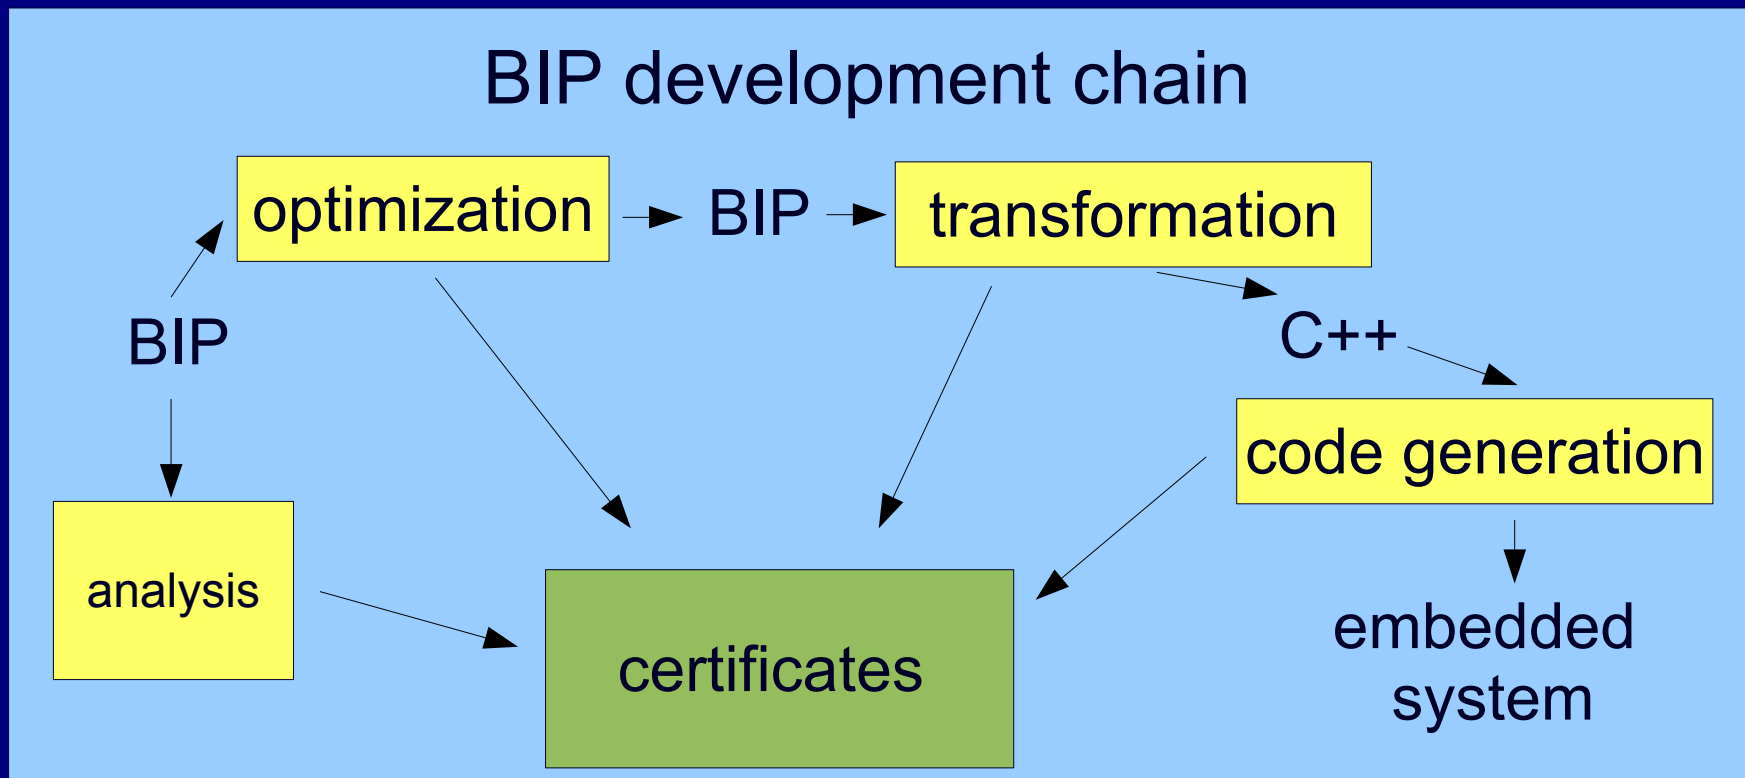 BIP development chain
optimization
BIP
transformation
BIP
C++
code generation
analysis
certificates
embedded
system